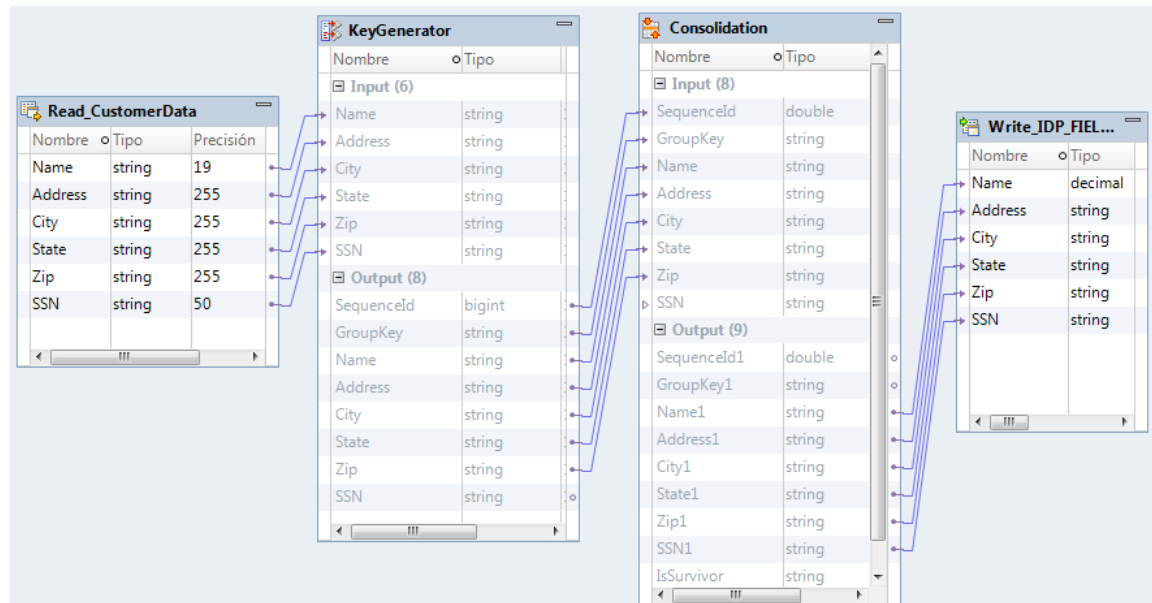 Read_CustomerData
Nombre Tipo Precisión
Name string 19
Address string 255
City string 255
State string 255
Zip string 255
SSN string 50
KeyGenerator
Nombre Tipo
Input (6)
Name string
Address string
City string
State string
Zip string
SSN string
Output (8)
SequenceId bigint
GroupKey string
Name string
Address string
City string
State string
Zip string
SSN string
Consolidation
Nombre Tipo
Input (8)
SequenceId double
GroupKey string
Name string
Address string
City string
State string
Zip string
SSN string
Output (9)
SequenceId1 double
GroupKey1 string
Name1 string
Address1 string
City1 string
State1 string
Zip1 string
SSN1 string
IsSurvivor string
Write_IDP_FIEL...
Nombre Tipo
Name decimal
Address string
City string
State string
Zip string
SSN string